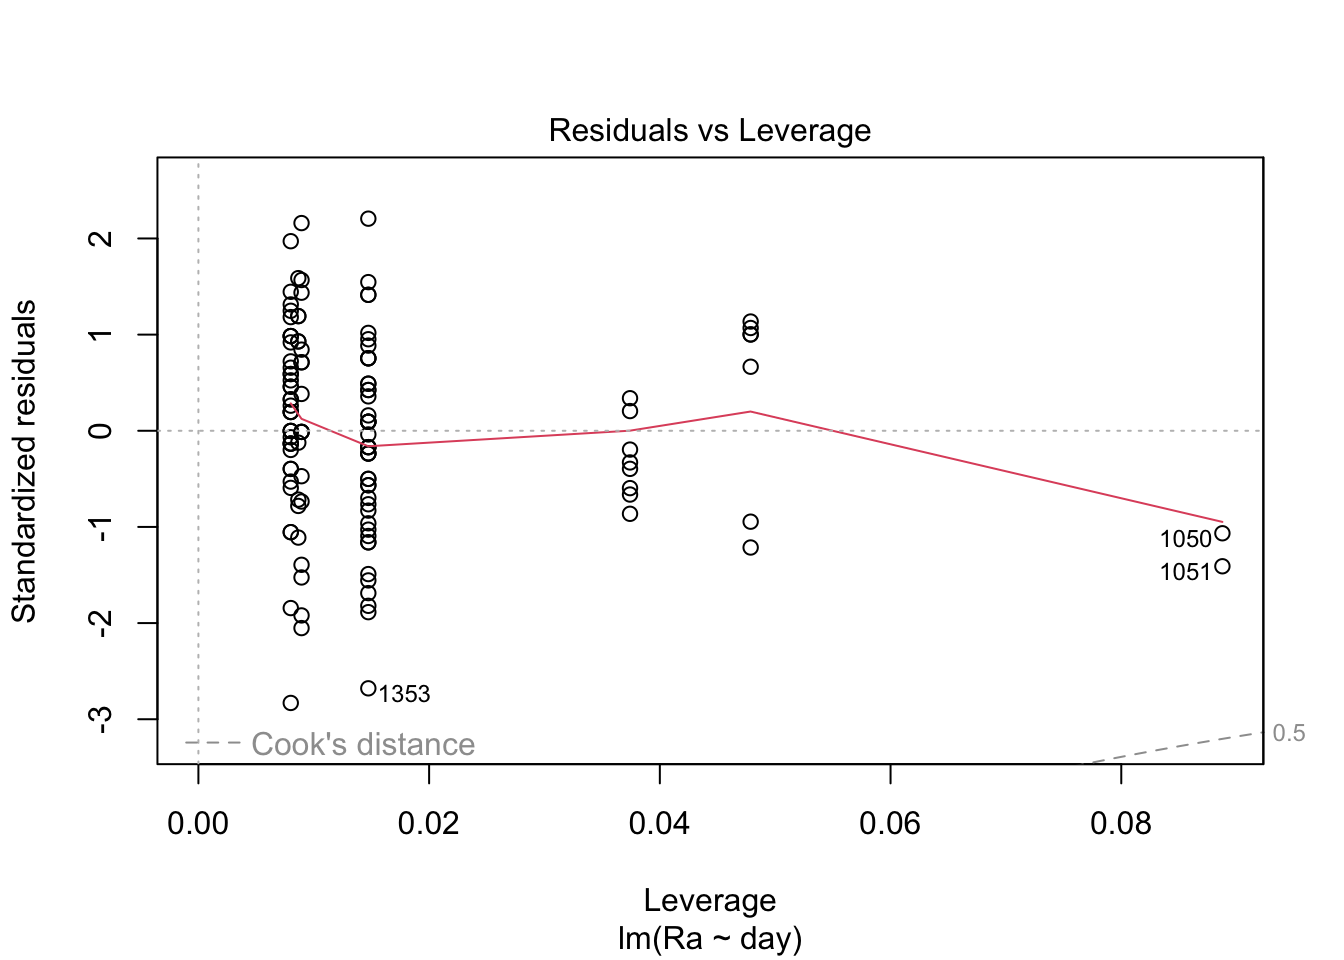 Residuals vs Leverage
Standardized residuals
2
1
0
-1
-2
-3
1050
1051
1353
Cook's distance
0.5
0.00 0.02 0.04 0.06 0.08
Leverage
lm(Ra ~ day)